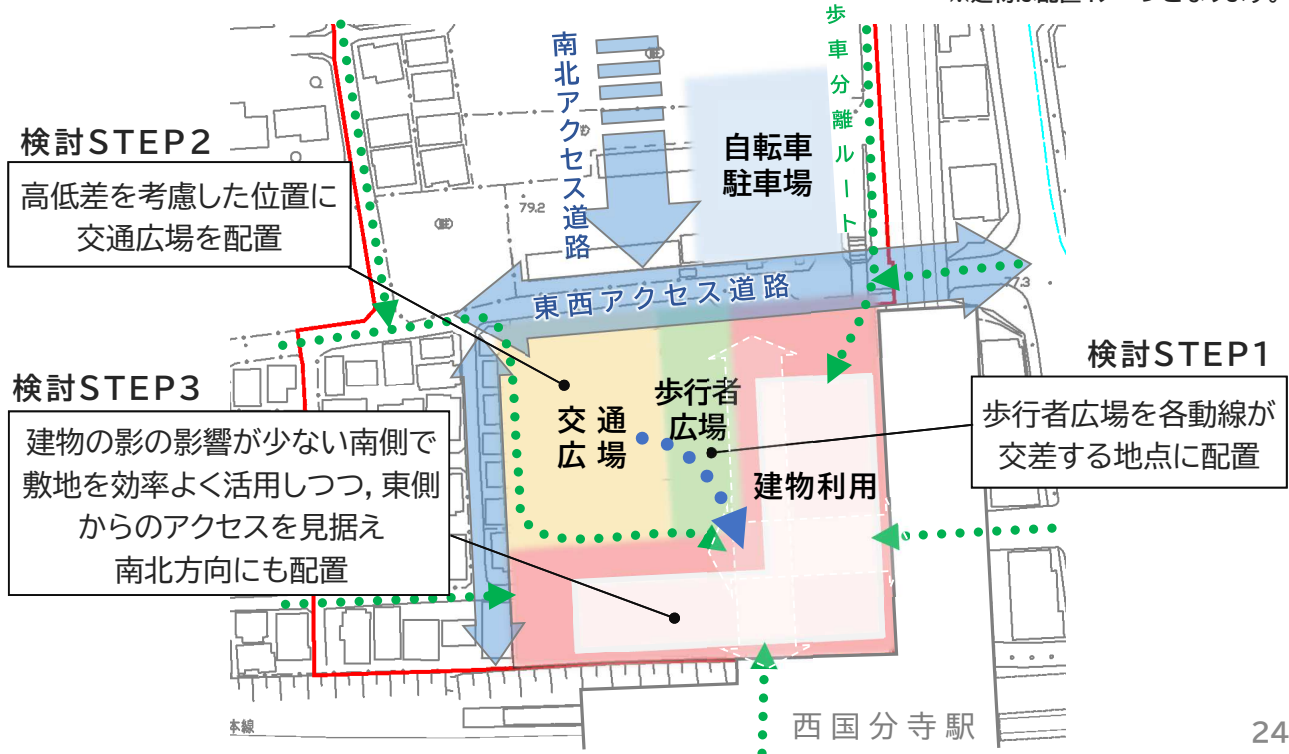 南北アクセス道路
歩車分離ルート
自転車
駐車場
検討STEP2
高低差を考慮した位置に
交通広場を配置
79.2
東西アクセス道路
77.3
検討STEP1
歩行者広場を各動線が
交差する地点に配置
検討STEP3
建物の影の影響が少ない南側で
敷地を効率よく活用しつつ，東側
からのアクセスを見据え
南北方向にも配置
交通
広場
歩行者
広場
建物利用
本線
西国分寺駅
24